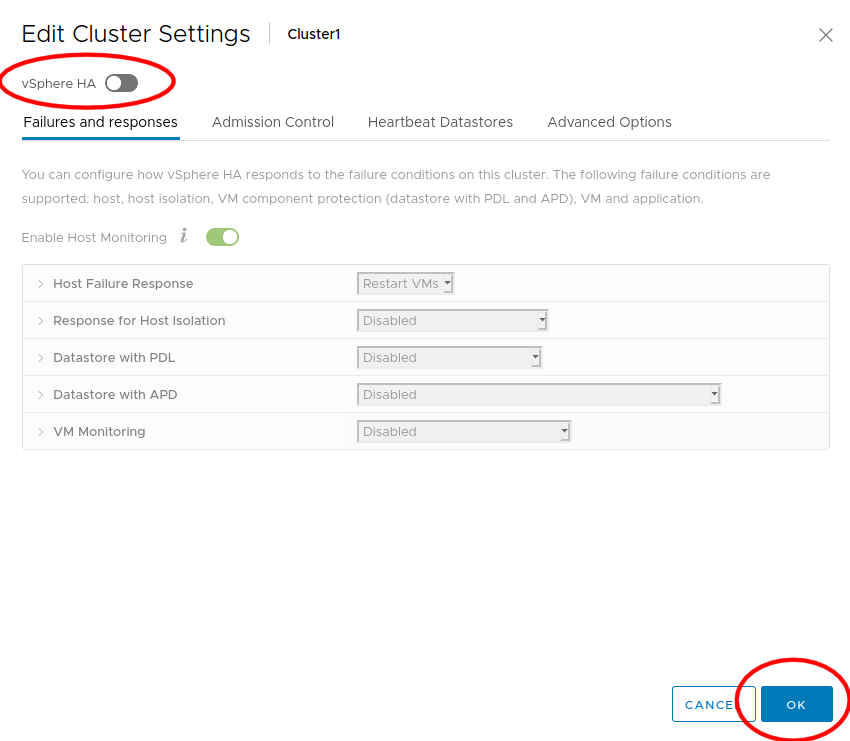 Edit Cluster Settings Cluster1
vSphere HA
Failures and responses Admission Control Heartbeat Datastores Advanced Options
You can configure how vSphere HA responds to the failure conditions on this cluster. The following failure conditions are
supported: host, host isolation, VM component protection (datastore with PDL and APD), VM and application.
Enable Host Monitoring i
Host Failure Response Restart VMs
Response for Host Isolation Disabled
Datastore with PDL Disabled
Datastore with APD Disabled
VM Monitoring Disabled
CANCEL OK